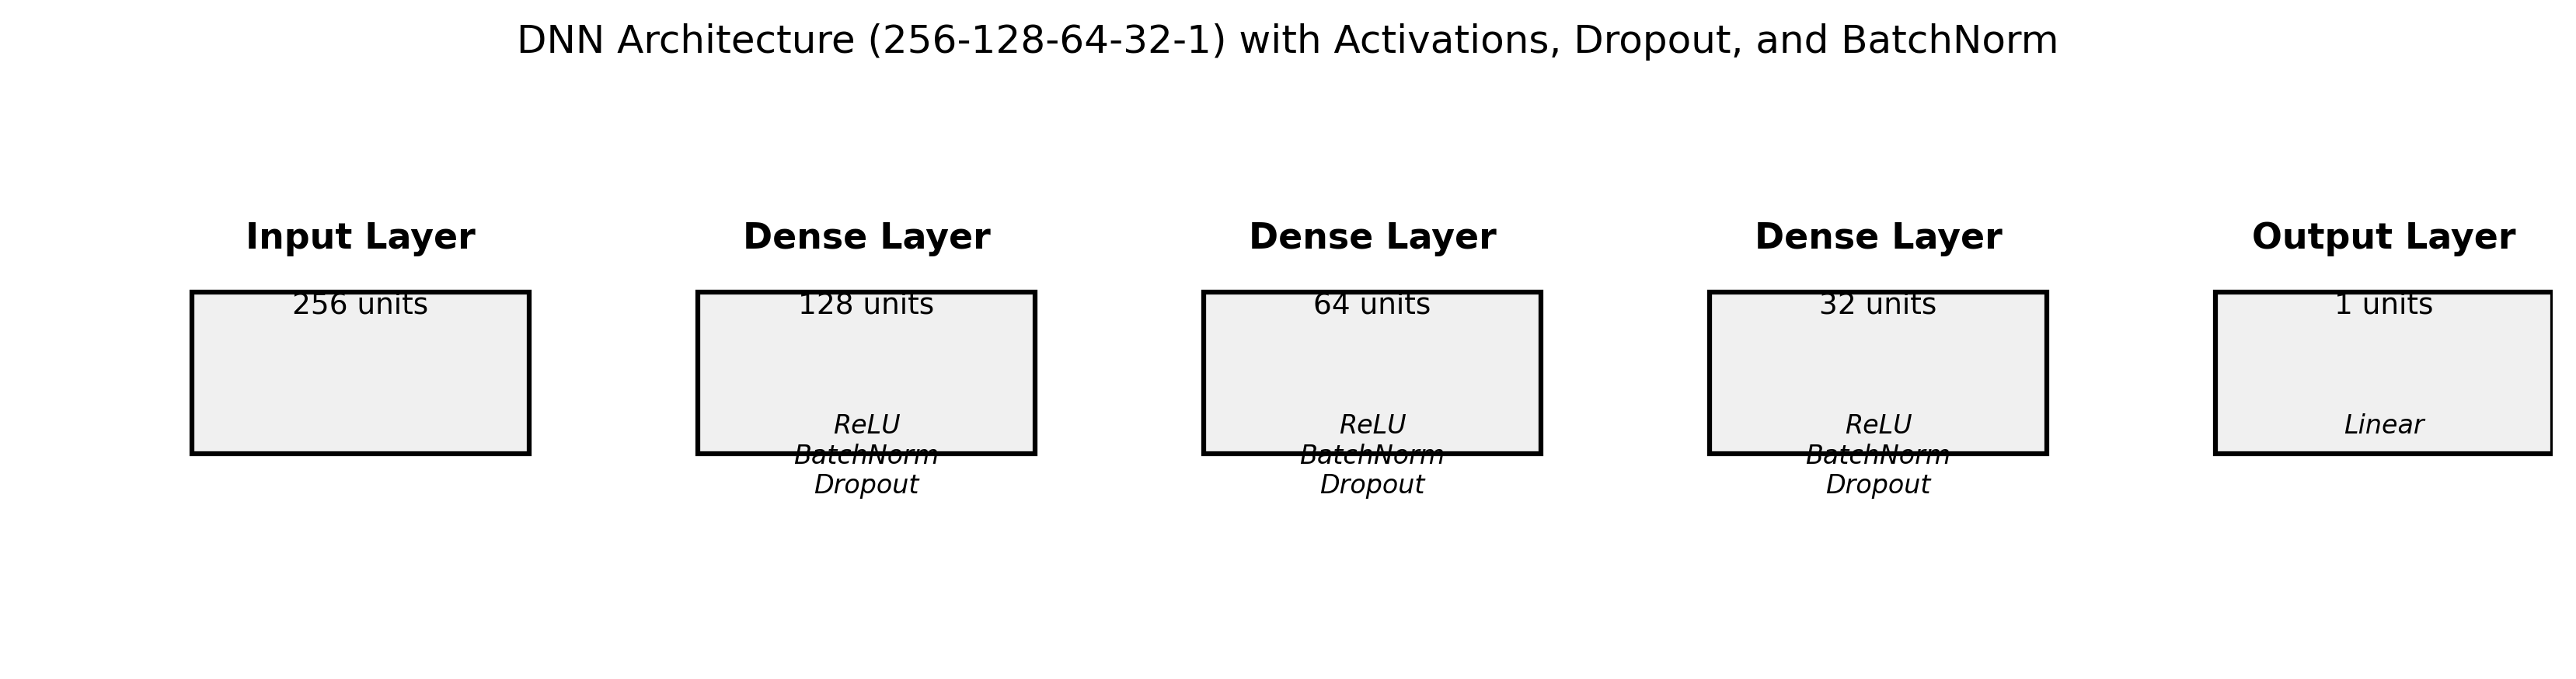 DNN Architecture (256-128-64-32-1) with Activations, Dropout, and BatchNorm
Input Layer
256 units
Dense Layer
128 units
ReLU
BatchNorm
Dropout
Dense Layer
64 units
ReLU
BatchNorm
Dropout
Dense Layer
32 units
ReLU
BatchNorm
Dropout
Output Layer
1 units
Linear